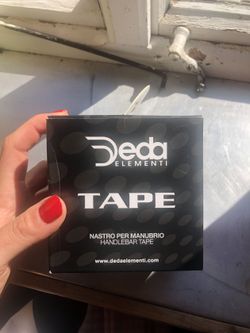 Deda
ELEMENTI
TAPE
NASTRO PER MANUBRIO
HANDLEBAR TAPE
www.dedaelementi.com